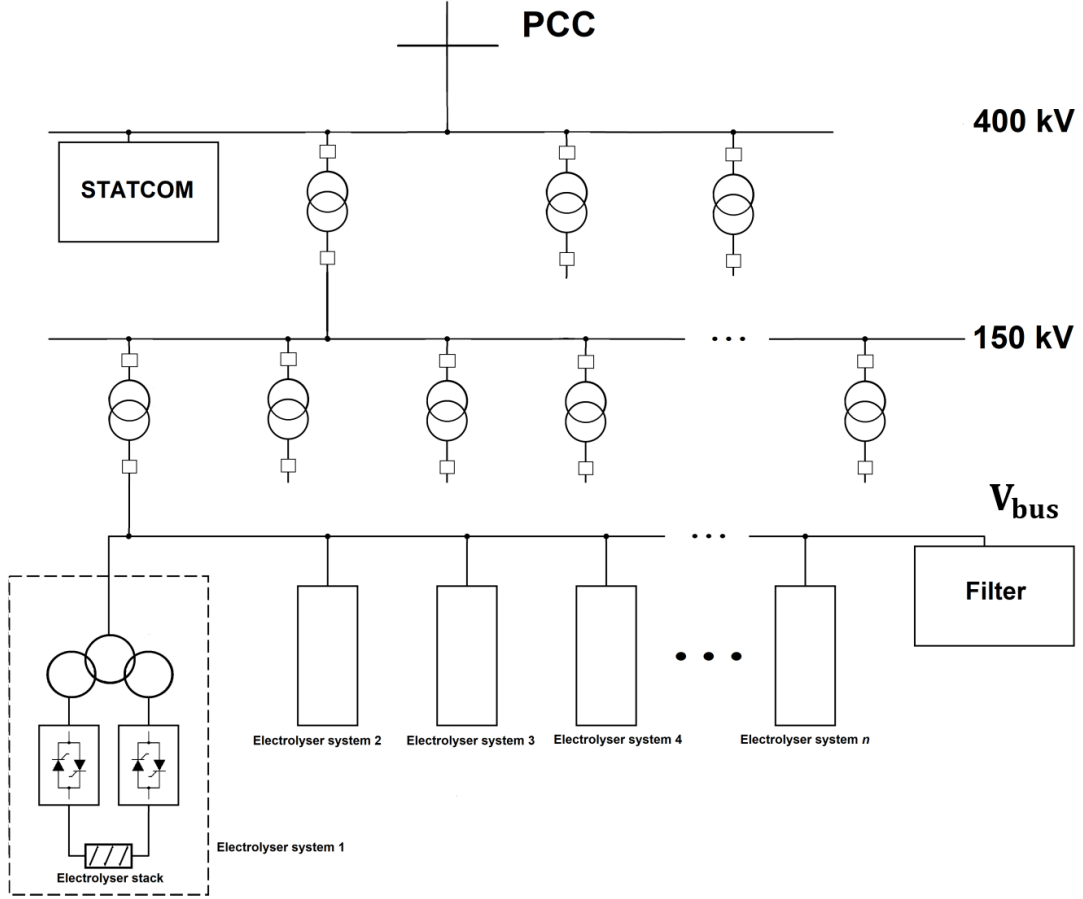 PCC
400 kV
STATCOM
150 kV
V_bus
Filter
Electrolyser system 2
Electrolyser system 3
Electrolyser system 4
Electrolyser system n
Electrolyser system 1
Electrolyser stack